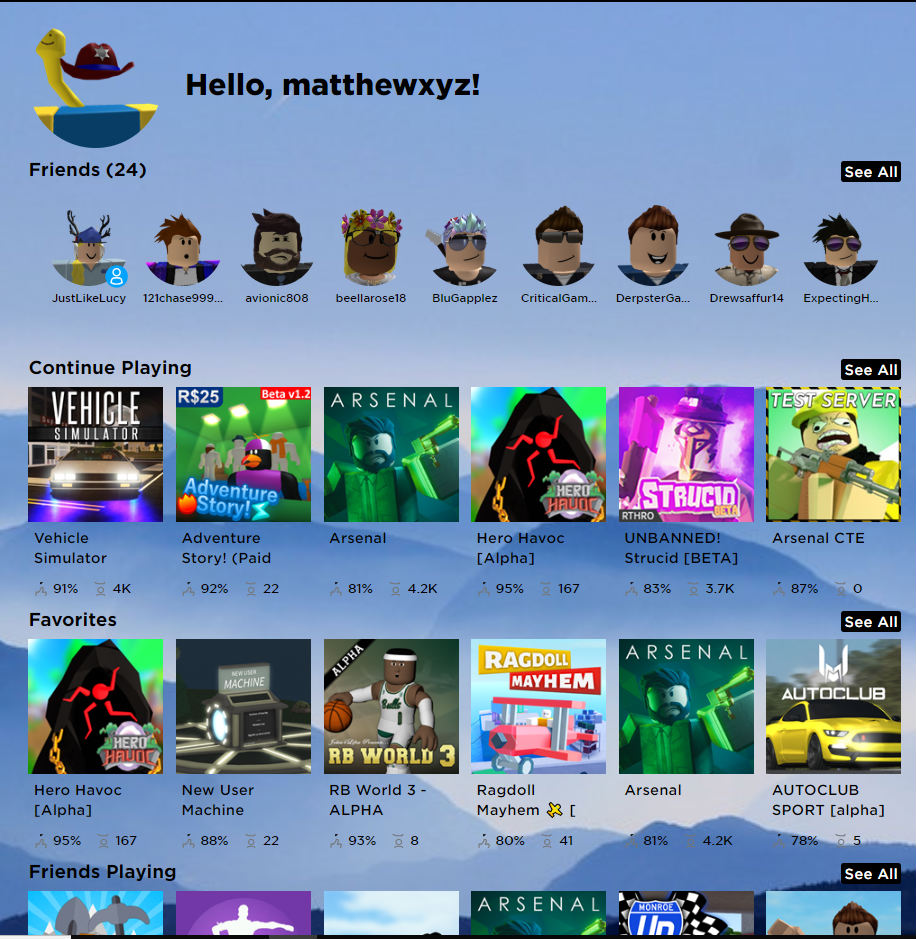 Hello, matthewxyz!
Friends (24)
See All
JustLikeLucy
121chase999...
avionic808
beellarose18
BluGapplez
CriticalGam...
DerpsterGa...
Drewsaffur14
ExpectingH...
Continue Playing
See All
VEHICLE
SIMULATOR
R$25
Beta v1.2
Adventure
Story!
ARSENAL
HERO
HAVOC
STRUCID
BETA
RTHRO
TEST SERVER
Vehicle
Simulator
Adventure
Story! (Paid
Arsenal
Hero Havoc
[Alpha]
UNBANNED!
Strucid [BETA]
Arsenal CTE
91% 4K
92% 22
81% 4.2K
95% 167
83% 3.7K
87% 0
Favorites
See All
HERO
HAVOC
NEW USER
MACHINE
ALPHA
RB WORLD 3
RAGDOLL
MAYHEM
ARSENAL
AUTOCLUB
Hero Havoc
[Alpha]
New User
Machine
RB World 3 -
ALPHA
Ragdoll
Mayhem ✈ [
Arsenal
AUTOCLUB
SPORT [alpha]
95% 167
88% 22
93% 8
80% 41
81% 4.2K
78% 5
Friends Playing
See All
ARSENAL
MONROE
UP